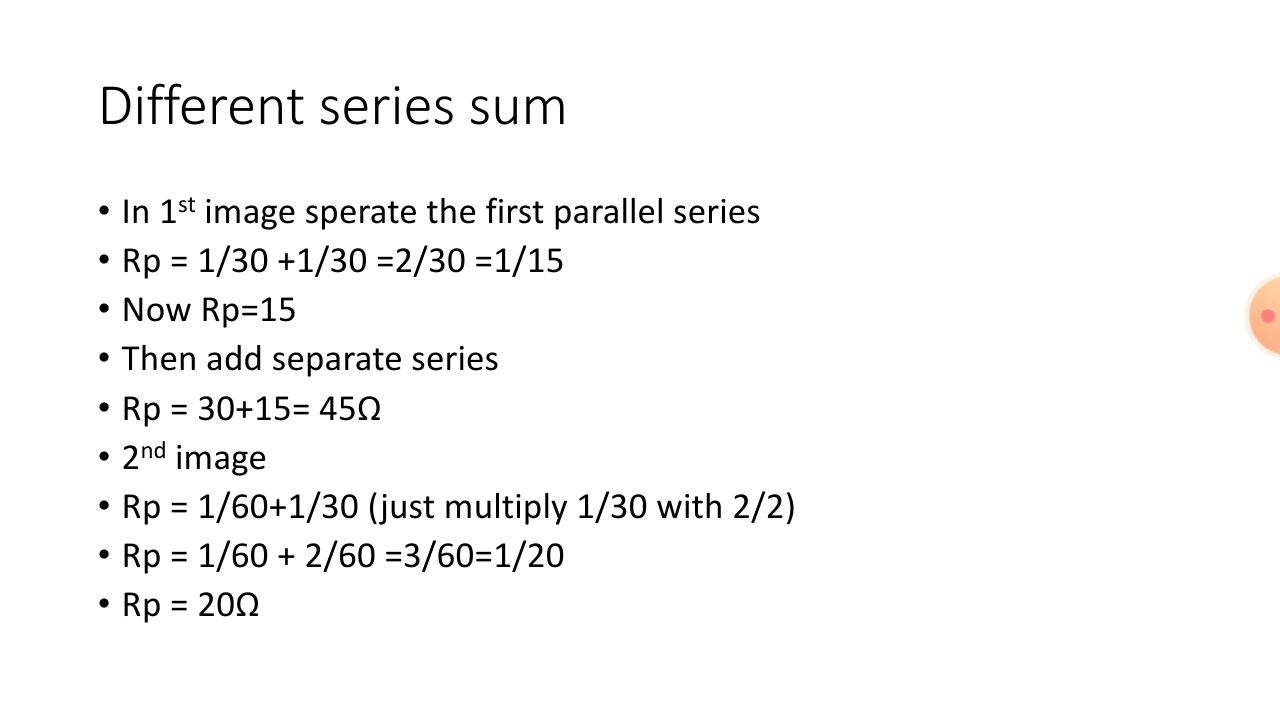 Different series sum
• In 1st image sperate the first parallel series
• Rp = 1/30 +1/30 =2/30 =1/15
• Now Rp=15
• Then add separate series
• Rp = 30+15= 45Ω
• 2nd image
• Rp = 1/60+1/30 (just multiply 1/30 with 2/2)
• Rp = 1/60 + 2/60 =3/60=1/20
• Rp = 20Ω